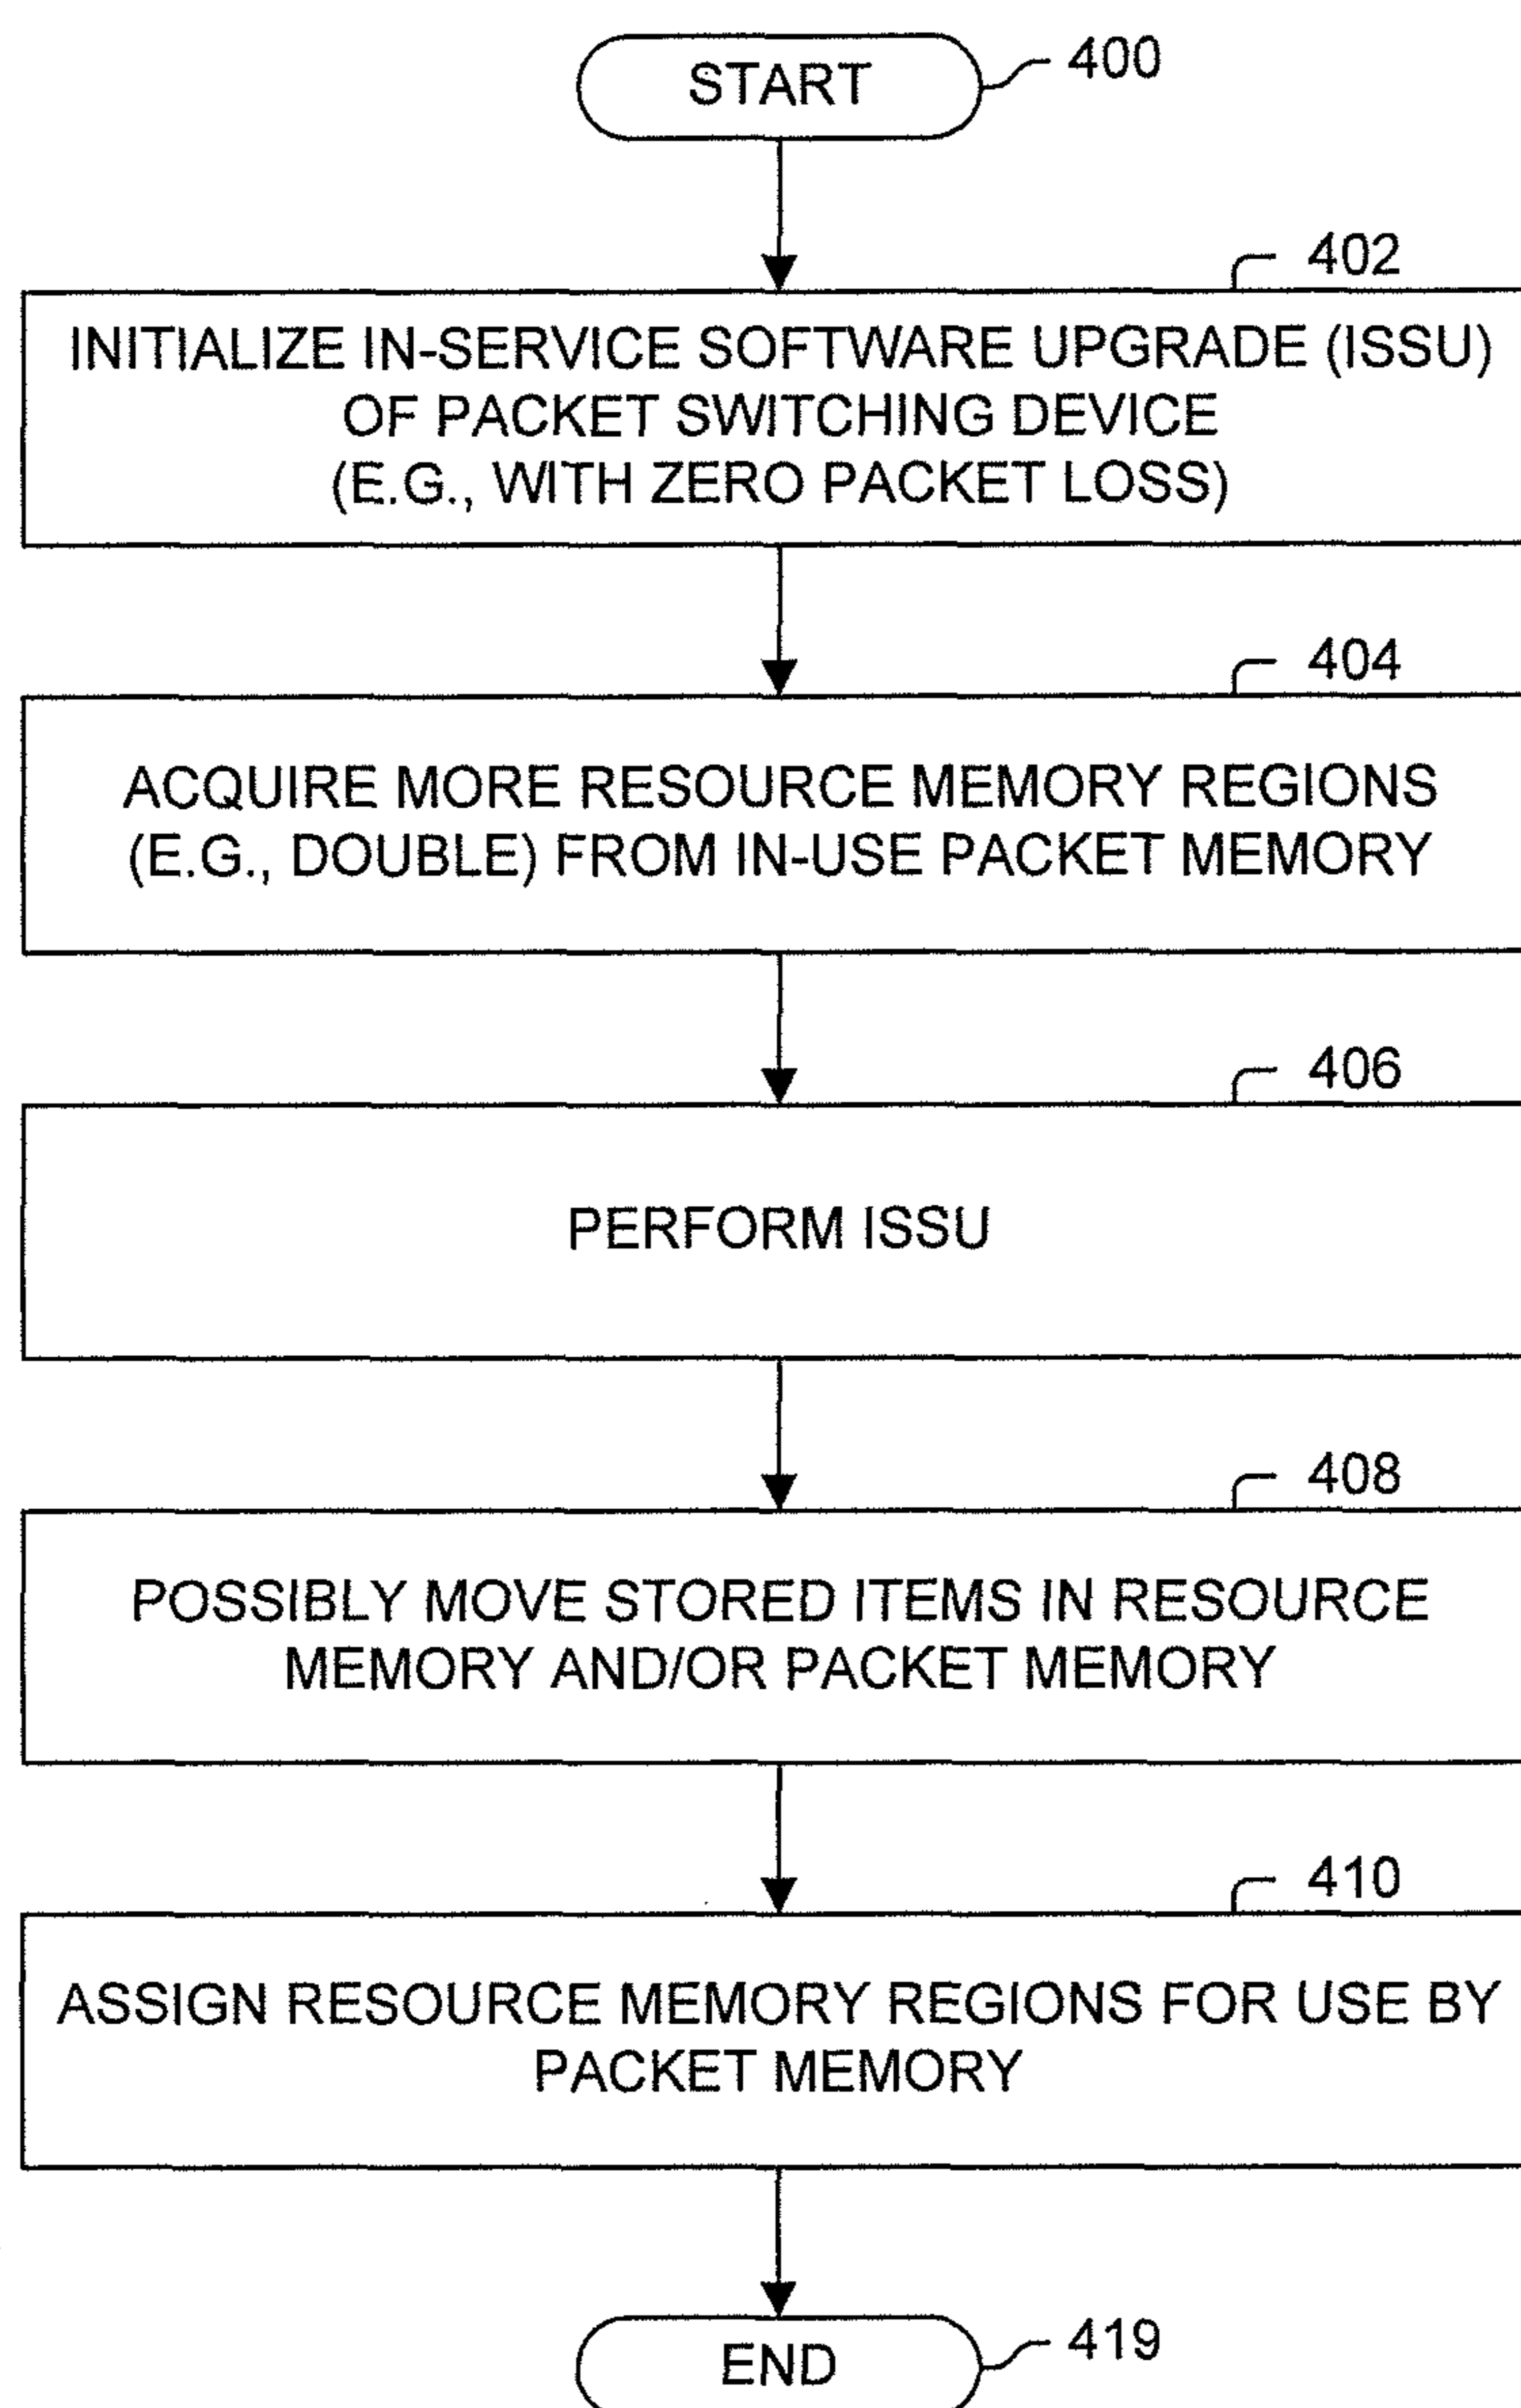 START
400
402
INITIALIZE IN-SERVICE SOFTWARE UPGRADE (ISSU)
OF PACKET SWITCHING DEVICE
(E.G., WITH ZERO PACKET LOSS)
404
ACQUIRE MORE RESOURCE MEMORY REGIONS
(E.G., DOUBLE) FROM IN-USE PACKET MEMORY
406
PERFORM ISSU
408
POSSIBLY MOVE STORED ITEMS IN RESOURCE
MEMORY AND/OR PACKET MEMORY
410
ASSIGN RESOURCE MEMORY REGIONS FOR USE BY
PACKET MEMORY
END
419